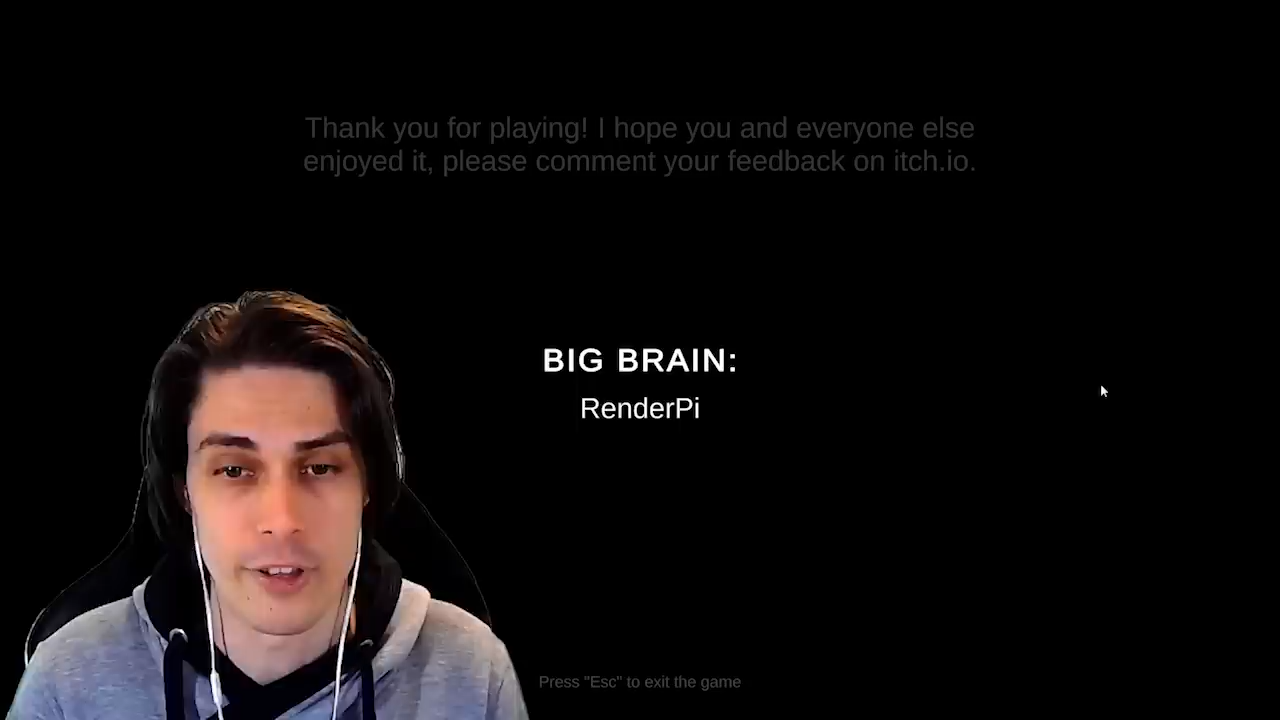 Thank you for playing! I hope you and everyone else
enjoyed it, please comment your feedback on itch.io.
BIG BRAIN:
RenderPi
Press "Esc" to exit the game